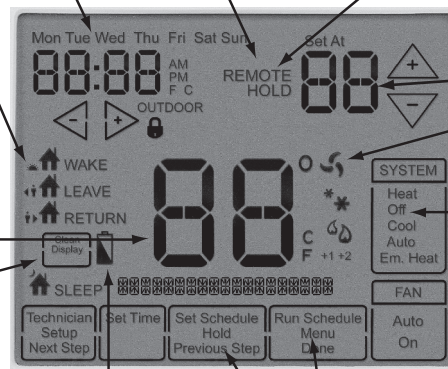 Mon Tue Wed Thu Fri Sat Sun
Set At
88:88
AM
PM
F C
REMOTE
HOLD
88
+
-
- +
OUTDOOR
WAKE
LEAVE
RETURN
SLEEP
Clean
Display
88
C
F
+1 +2
SYSTEM
Heat
Off
Cool
Auto
Em. Heat
FAN
Auto
On
Technician
Setup
Next Step
Set Time
Set Schedule
Hold
Previous Step
Run Schedule
Menu
Done